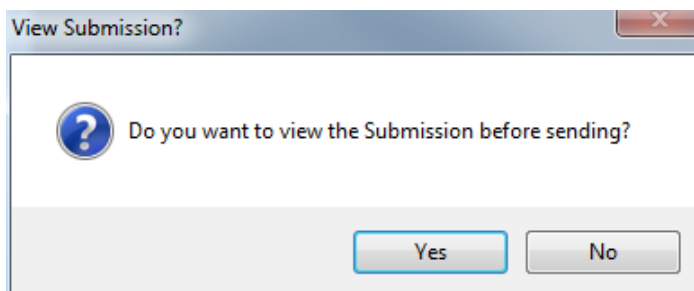 View Submission?
Do you want to view the Submission before sending?
Yes No